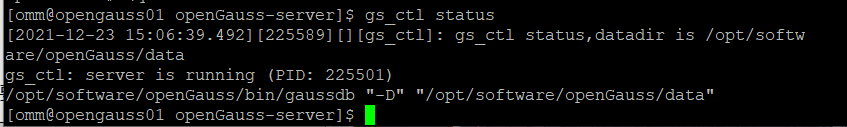 [omm@opengauss01 openGauss-server]$ gs_ctl status
[2021-12-23 15:06:39.492][225589][][gs_ctl]: gs_ctl status,datadir is /opt/softw
are/openGauss/data
gs_ctl: server is running (PID: 225501)
/opt/software/openGauss/bin/gaussdb "-D" "/opt/software/openGauss/data"
[omm@opengauss01 openGauss-server]$